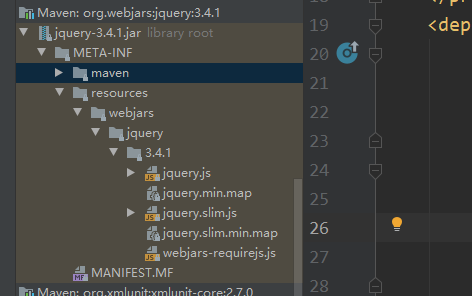 Maven: org.webjars:jquery:3.4.1
jquery-3.4.1.jar library root
META-INF
maven
resources
webjars
jquery
3.4.1
jquery.js
jquery.min.map
jquery.slim.js
jquery.slim.min.map
webjars-requirejs.js
MANIFEST.MF
Maven: org.xmlunit:xmlunit-core:2.7.0
18
19
<dep
20
21
22
23
24
25
26
27
28